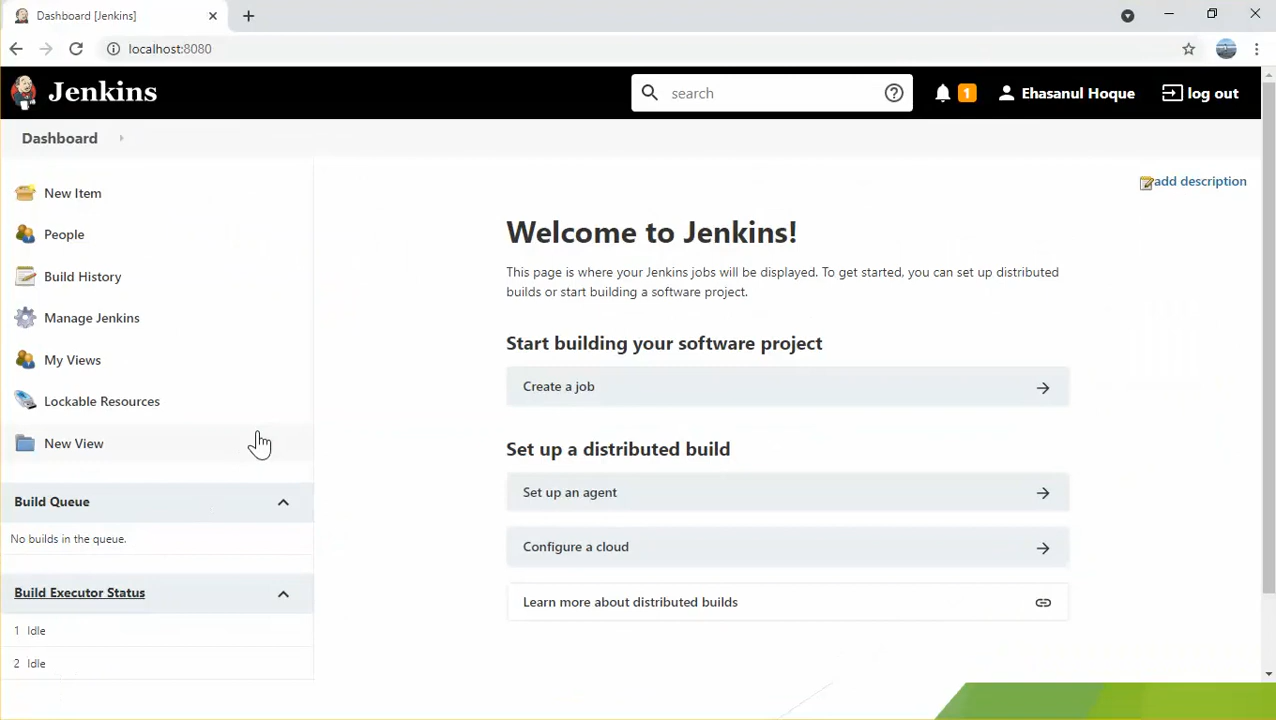 Dashboard [Jenkins]
localhost:8080
Jenkins
search
1
Ehasanul Hoque
log out
Dashboard
New Item
People
Build History
Manage Jenkins
My Views
Lockable Resources
New View
Build Queue
No builds in the queue.
Build Executor Status
1 Idle
2 Idle
add description
Welcome to Jenkins!
This page is where your Jenkins jobs will be displayed. To get started, you can set up distributed
builds or start building a software project.
Start building your software project
Create a job
Set up a distributed build
Set up an agent
Configure a cloud
Learn more about distributed builds